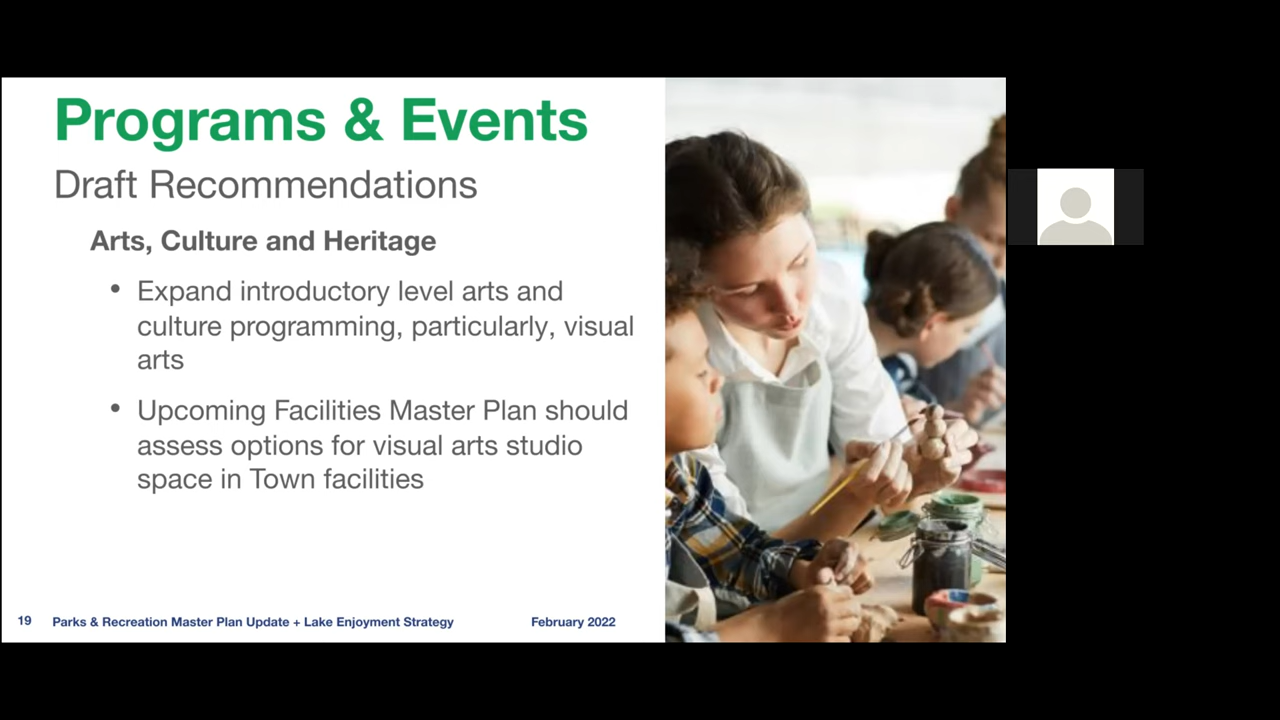 Programs & Events
Draft Recommendations
Arts, Culture and Heritage
• Expand introductory level arts and
culture programming, particularly, visual
arts
• Upcoming Facilities Master Plan should
assess options for visual arts studio
space in Town facilities
19 Parks & Recreation Master Plan Update + Lake Enjoyment Strategy February 2022